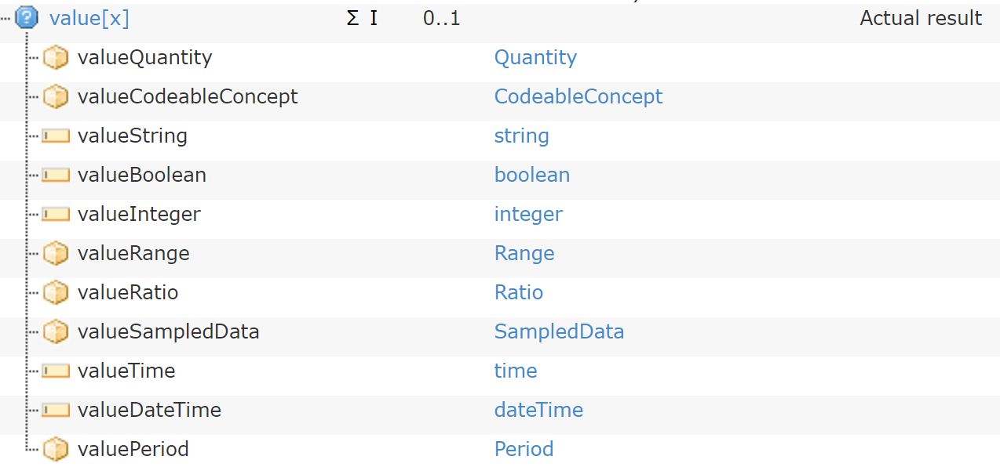 value[x] Σ I 0..1 Actual result
valueQuantity Quantity
valueCodeableConcept CodeableConcept
valueString string
valueBoolean boolean
valueInteger integer
valueRange Range
valueRatio Ratio
valueSampledData SampledData
valueTime time
valueDateTime dateTime
valuePeriod Period